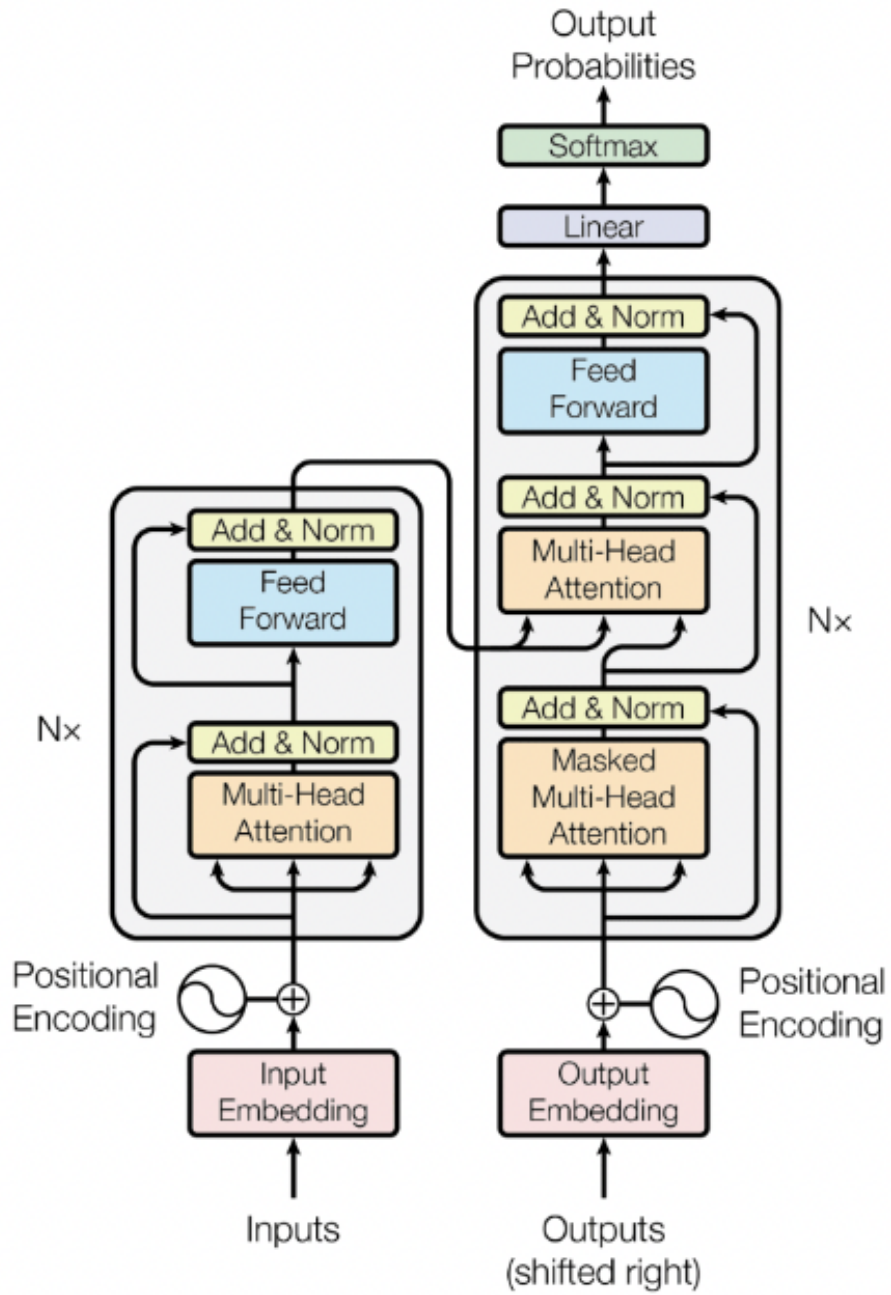 Output
Probabilities
Softmax
Linear
Add & Norm
Feed
Forward
Add & Norm
Multi-Head
Attention
Add & Norm
Masked
Multi-Head
Attention
N×
Add & Norm
Feed
Forward
Add & Norm
Multi-Head
Attention
N×
Positional
Encoding
Positional
Encoding
Input
Embedding
Output
Embedding
Inputs
Outputs
(shifted right)